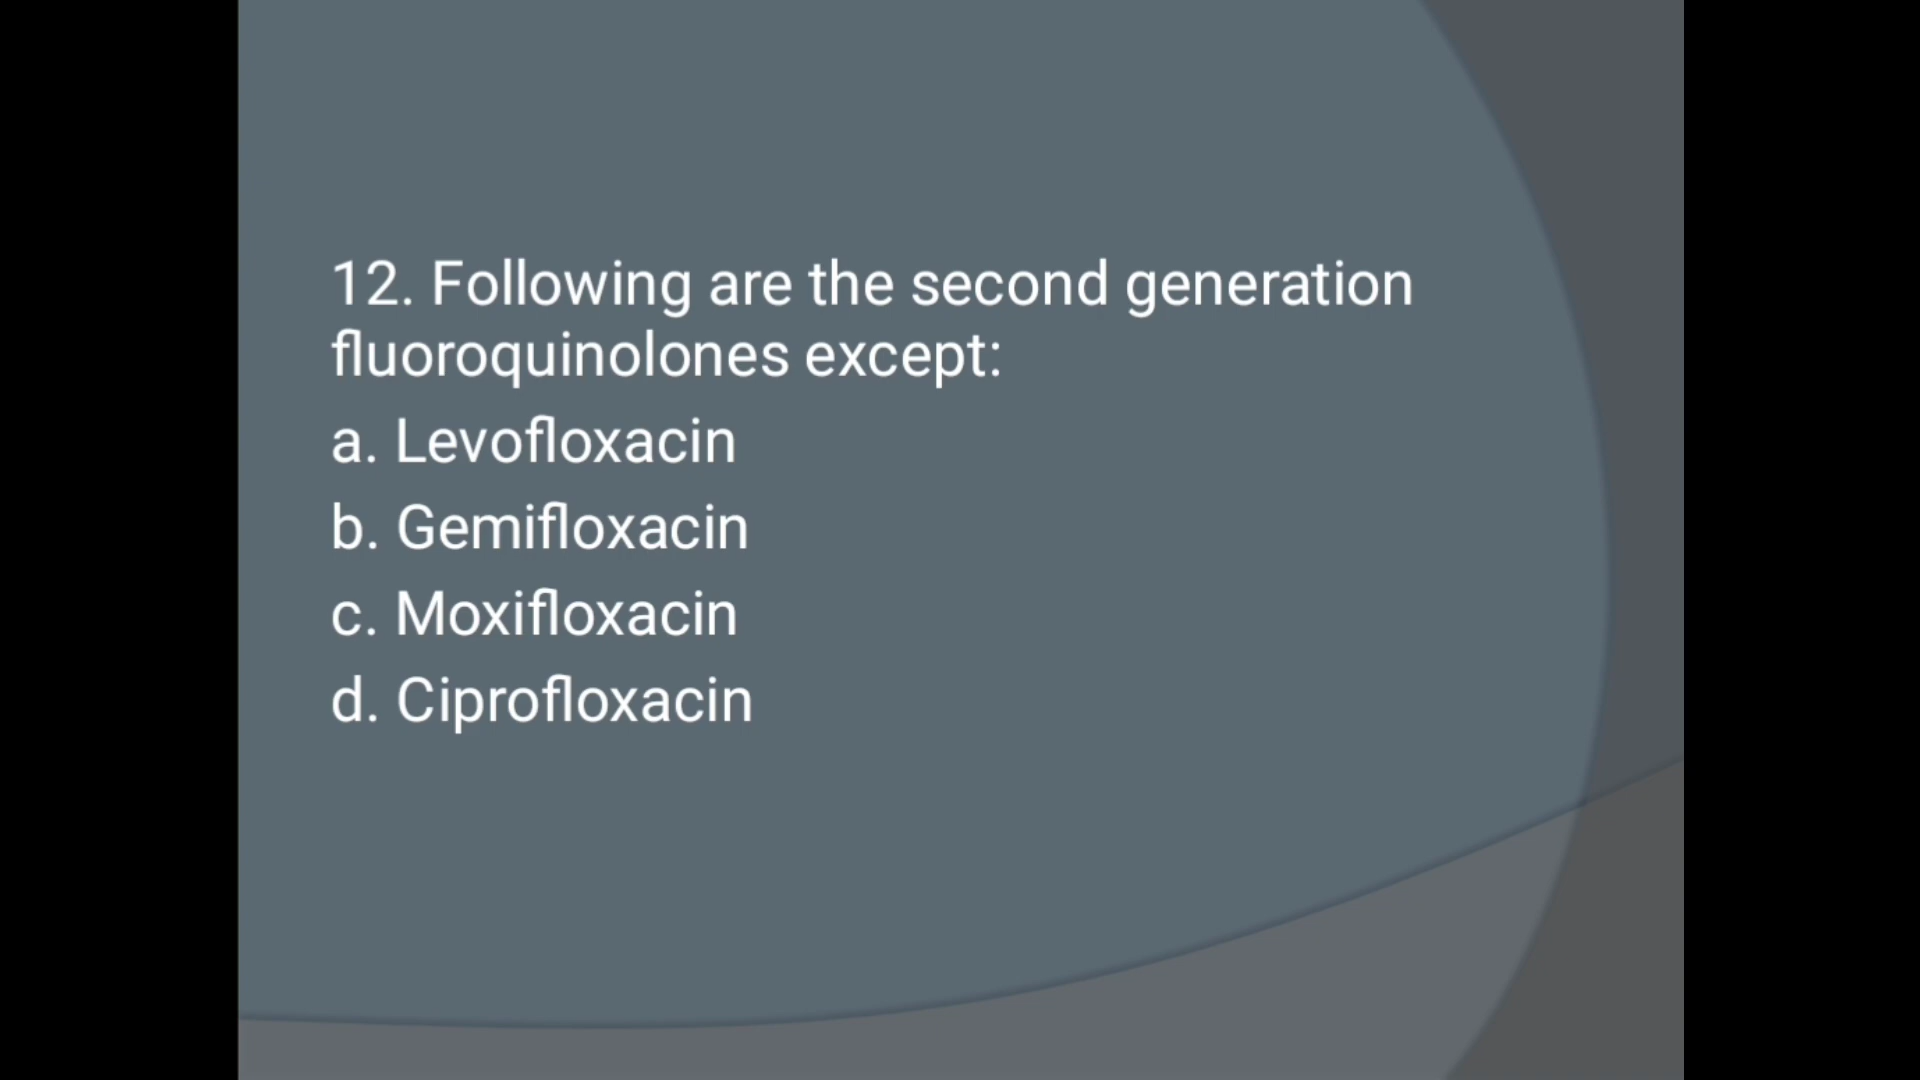 12. Following are the second generation
fluoroquinolones except:
a. Levofloxacin
b. Gemifloxacin
c. Moxifloxacin
d. Ciprofloxacin